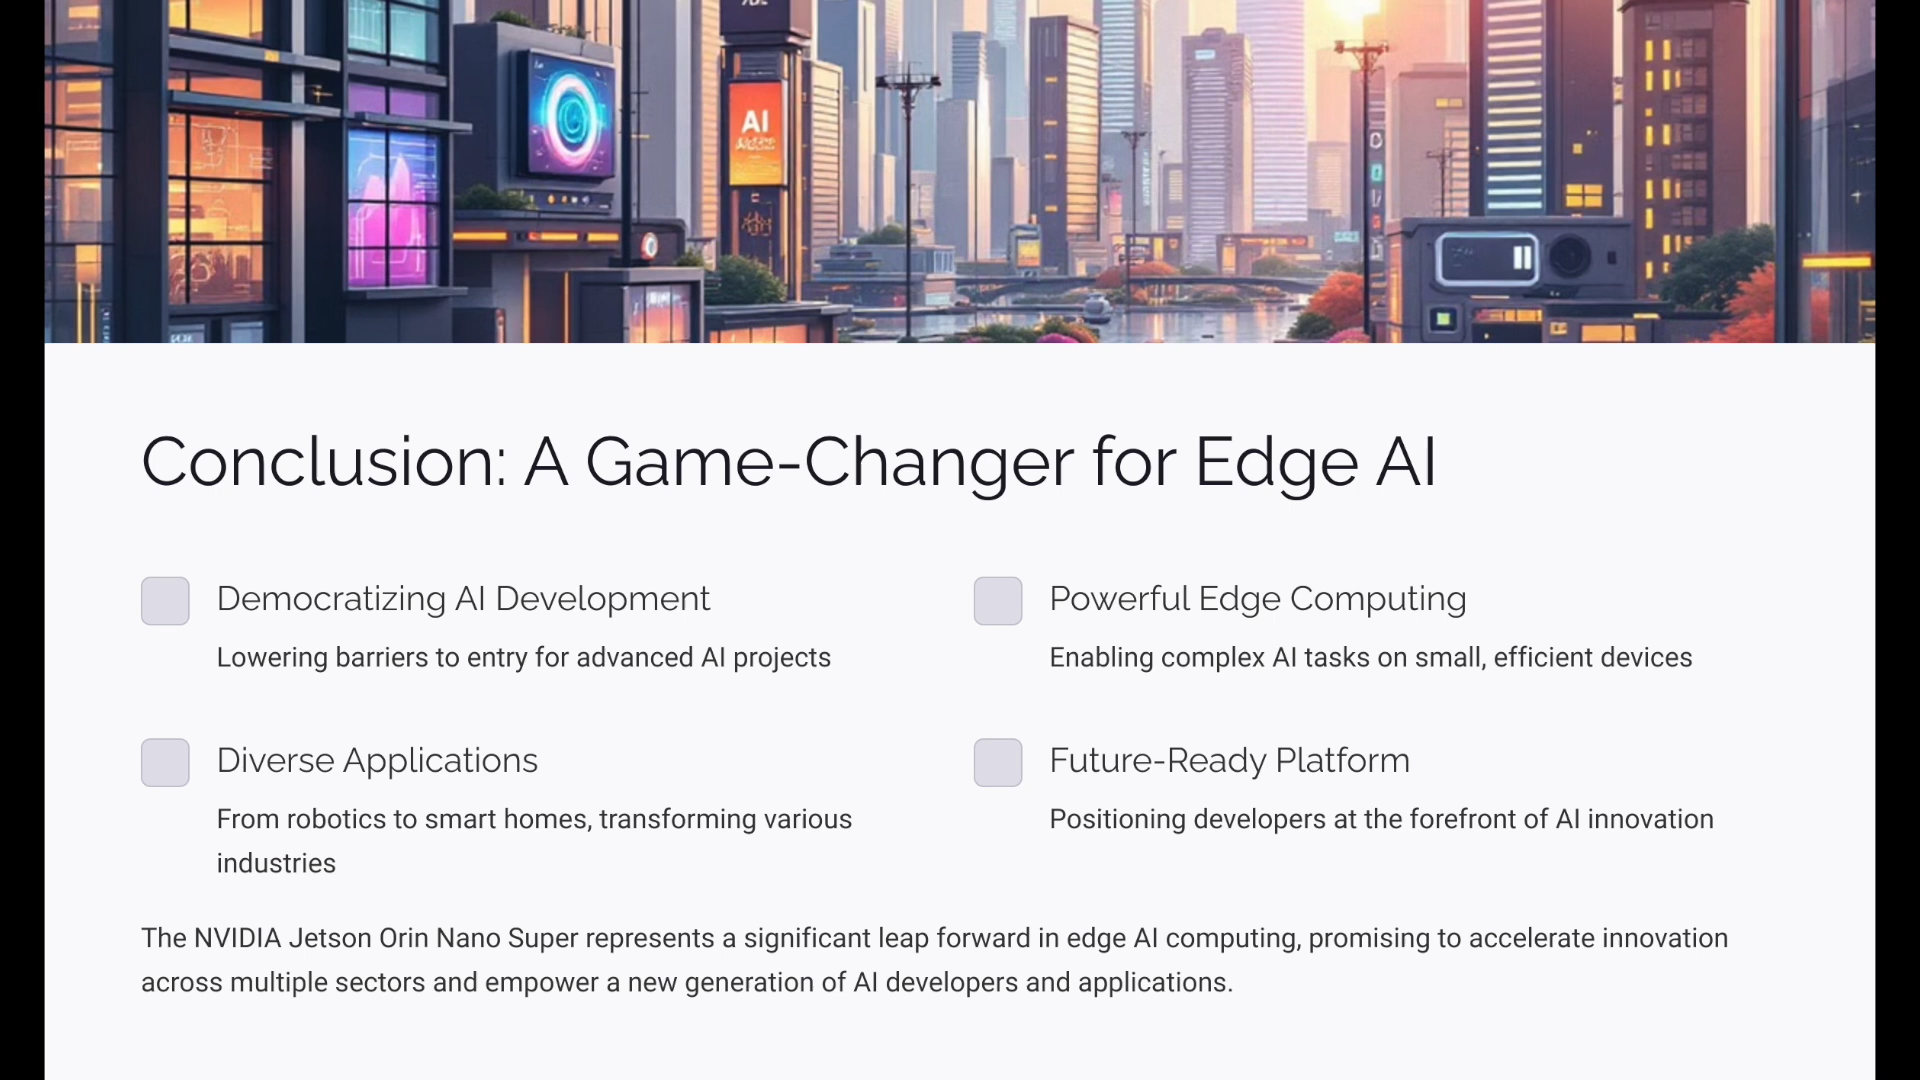 AI
Conclusion: A Game-Changer for Edge AI
Democratizing AI Development
Lowering barriers to entry for advanced AI projects
Powerful Edge Computing
Enabling complex AI tasks on small, efficient devices
Diverse Applications
From robotics to smart homes, transforming various
industries
Future-Ready Platform
Positioning developers at the forefront of AI innovation
The NVIDIA Jetson Orin Nano Super represents a significant leap forward in edge AI computing, promising to accelerate innovation
across multiple sectors and empower a new generation of AI developers and applications.